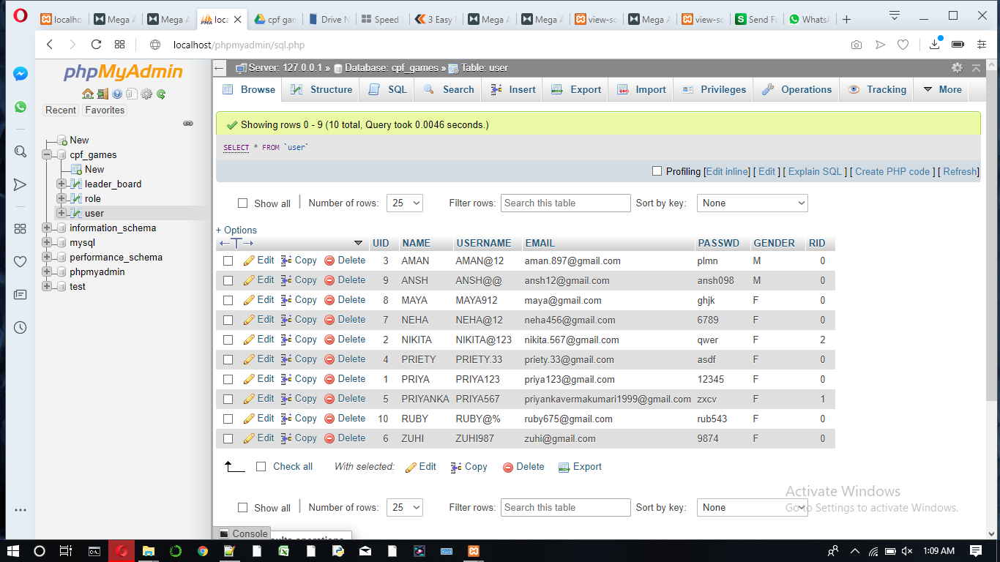 localho Mega A Mega A loca cpf gam Drive N Speed 3 Easy Mega A Mega A view-so Mega A view-so Send Fo WhatsA
localhost/phpmyadmin/sql.php
phpMyAdmin
Recent Favorites
New
cpf_games
New
leader_board
role
user
information_schema
mysql
performance_schema
phpmyadmin
test
Server: 127.0.0.1 » Database: cpf_games » Table: user
Browse Structure SQL Search Insert Export Import Privileges Operations Tracking More
Showing rows 0 - 9 (10 total, Query took 0.0046 seconds.)
SELECT * FROM `user`
Profiling [Edit inline] [ Edit ] [ Explain SQL ] [ Create PHP code ] [ Refresh]
Show all Number of rows: 25 Filter rows: Search this table Sort by key: None
+ Options
UID NAME USERNAME EMAIL PASSWD GENDER RID
Edit Copy Delete 3 AMAN AMAN@12 aman.897@gmail.com plmn M 0
Edit Copy Delete 9 ANSH ANSH@@ ansh12@gmail.com ansh098 M 0
Edit Copy Delete 8 MAYA MAYA912 maya@gmail.com ghjk F 0
Edit Copy Delete 7 NEHA NEHA@12 neha456@gmail.com 6789 F 0
Edit Copy Delete 2 NIKITA NIKITA@123 nikita.567@gmail.com qwer F 2
Edit Copy Delete 4 PRIETY PRIETY.33 priety.33@gmail.com asdf F 0
Edit Copy Delete 1 PRIYA PRIYA123 priya123@gmail.com 12345 F 0
Edit Copy Delete 5 PRIYANKA PRIYA567 priyankavermakumari1999@gmail.com zxcv F 1
Edit Copy Delete 10 RUBY RUBY@% ruby675@gmail.com rub543 F 0
Edit Copy Delete 6 ZUHI ZUHI987 zuhi@gmail.com 9874 F 0
Check all With selected: Edit Copy Delete Export
Show all Number of rows: 25 Filter rows: Search this table Sort by key: None
Activate Windows
Go to Settings to activate Windows.
Console
1:09 AM